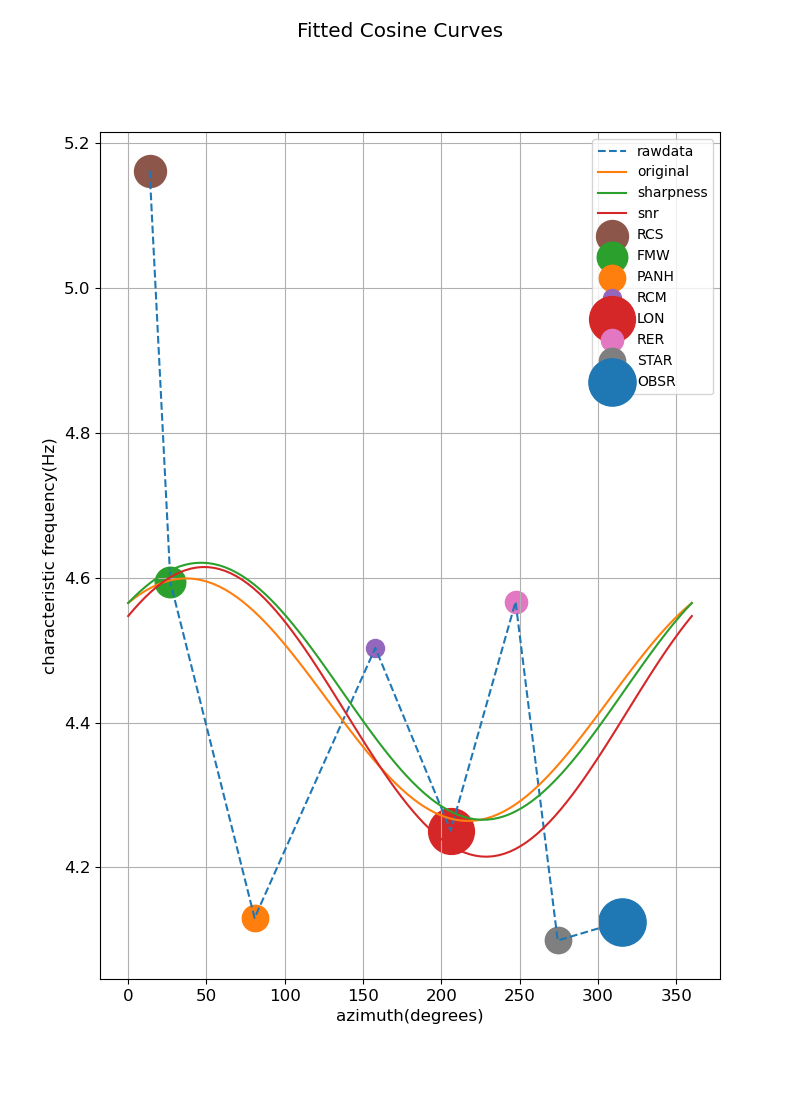 Fitted Cosine Curves
5.2
5.0
4.8
4.6
4.4
4.2
characteristic frequency(Hz)
rawdata
original
sharpness
snr
RCS
FMW
PANH
RCM
LON
RER
STAR
OBSR
0 50 100 150 200 250 300 350
azimuth(degrees)